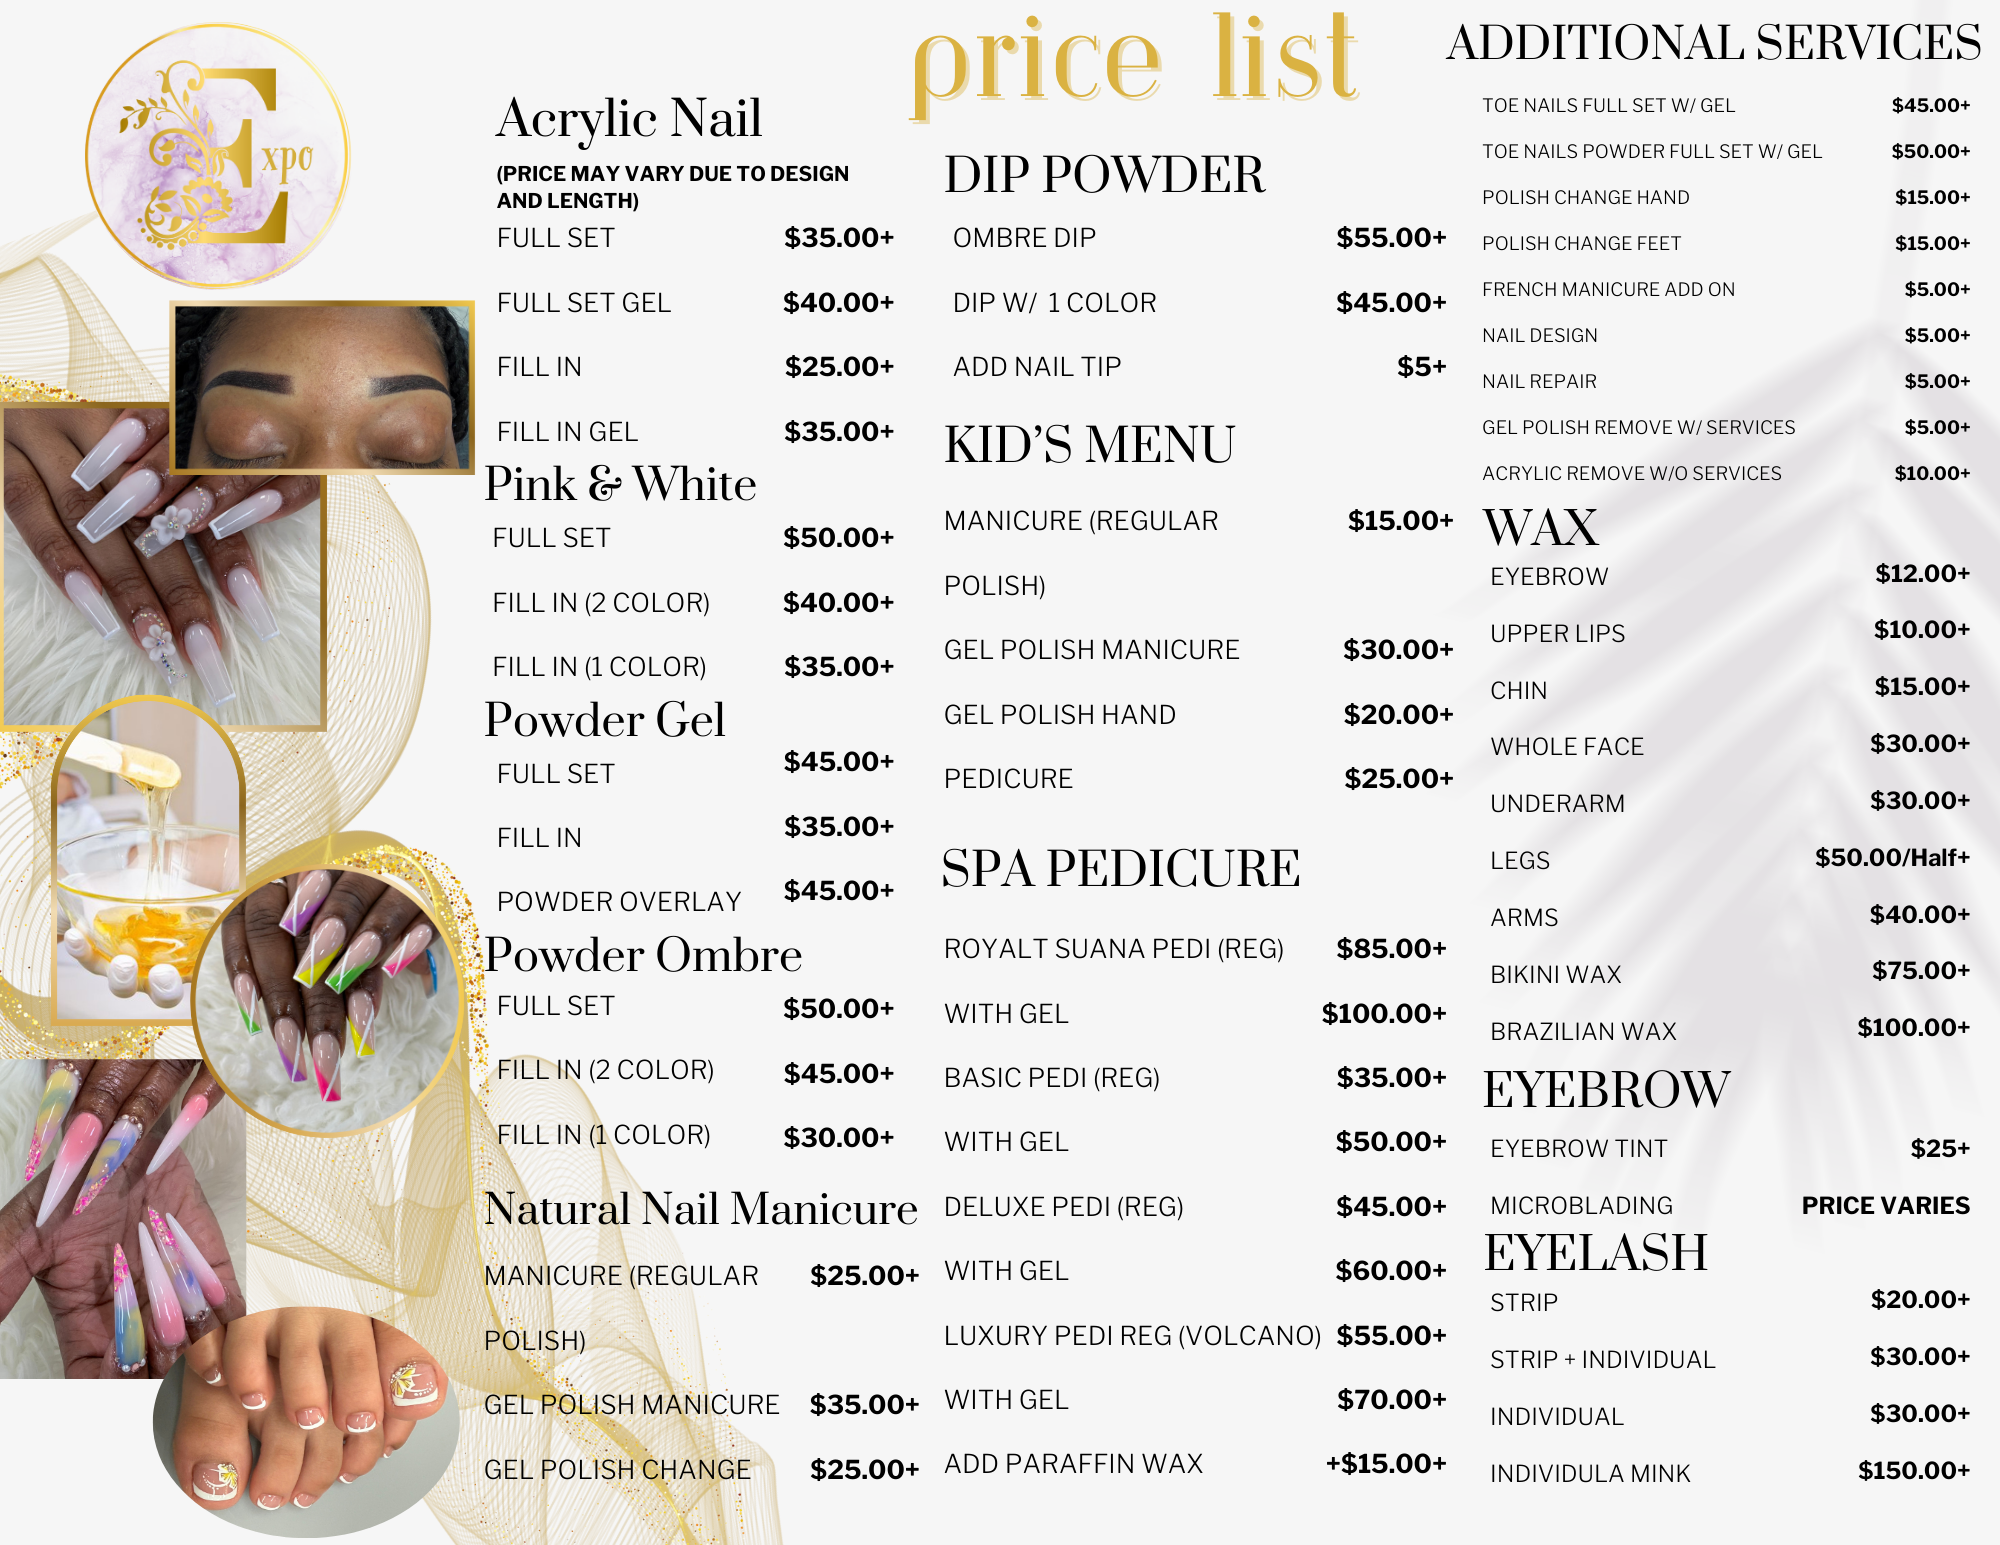 Expo
price list
Acrylic Nail
(PRICE MAY VARY DUE TO DESIGN
AND LENGTH)
FULL SET $35.00+
FULL SET GEL $40.00+
FILL IN $25.00+
FILL IN GEL $35.00+
Pink & White
FULL SET $50.00+
FILL IN (2 COLOR) $40.00+
FILL IN (1 COLOR) $35.00+
Powder Gel
FULL SET $45.00+
FILL IN $35.00+
POWDER OVERLAY $45.00+
Powder Ombre
FULL SET $50.00+
FILL IN (2 COLOR) $45.00+
FILL IN (1 COLOR) $30.00+
Natural Nail Manicure
MANICURE (REGULAR $25.00+
POLISH)
GEL POLISH MANICURE $35.00+
GEL POLISH CHANGE $25.00+
DIP POWDER
OMBRE DIP $55.00+
DIP W/ 1 COLOR $45.00+
ADD NAIL TIP $5+
KID'S MENU
MANICURE (REGULAR $15.00+
POLISH)
GEL POLISH MANICURE $30.00+
GEL POLISH HAND $20.00+
PEDICURE $25.00+
SPA PEDICURE
ROYALT SUANA PEDI (REG) $85.00+
WITH GEL $100.00+
BASIC PEDI (REG) $35.00+
WITH GEL $50.00+
DELUXE PEDI (REG) $45.00+
WITH GEL $60.00+
LUXURY PEDI REG (VOLCANO) $55.00+
WITH GEL $70.00+
ADD PARAFFIN WAX +$15.00+
ADDITIONAL SERVICES
TOE NAILS FULL SET W/ GEL $45.00+
TOE NAILS POWDER FULL SET W/ GEL $50.00+
POLISH CHANGE HAND $15.00+
POLISH CHANGE FEET $15.00+
FRENCH MANICURE ADD ON $5.00+
NAIL DESIGN $5.00+
NAIL REPAIR $5.00+
GEL POLISH REMOVE W/ SERVICES $5.00+
ACRYLIC REMOVE W/O SERVICES $10.00+
WAX
EYEBROW $12.00+
UPPER LIPS $10.00+
CHIN $15.00+
WHOLE FACE $30.00+
UNDERARM $30.00+
LEGS $50.00/Half+
ARMS $40.00+
BIKINI WAX $75.00+
BRAZILIAN WAX $100.00+
EYEBROW
EYEBROW TINT $25+
MICROBLADING PRICE VARIES
EYELASH
STRIP $20.00+
STRIP + INDIVIDUAL $30.00+
INDIVIDUAL $30.00+
INDIVIDULA MINK $150.00+